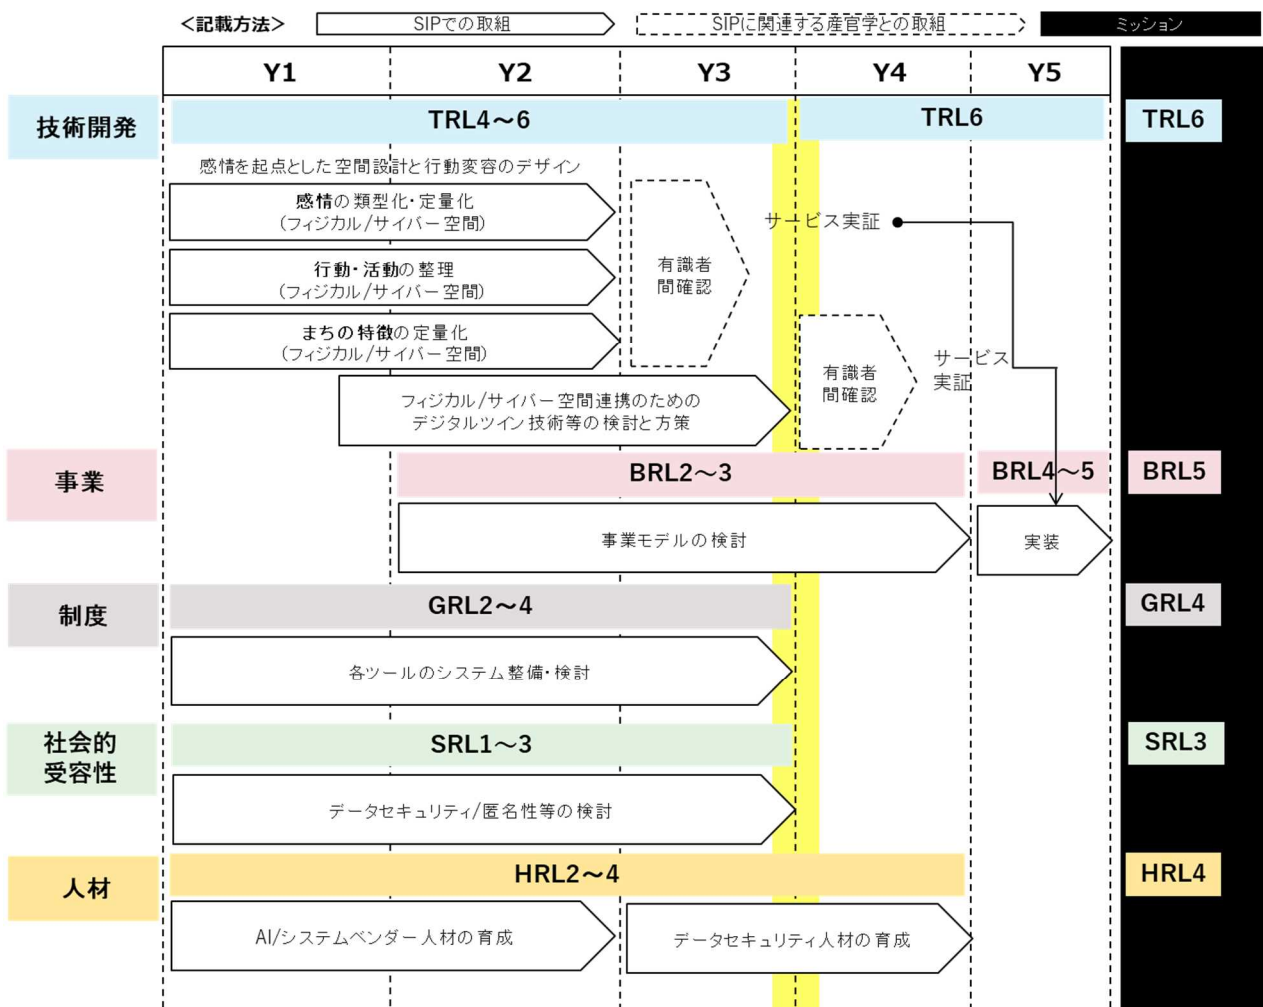 <記載方法>
SIPでの取組
SIPに関連する産官学との取組
ミッション
Y1
Y2
Y3
Y4
Y5
技術開発
TRL4～6
TRL6
TRL6
感情を起点とした空間設計と行動変容のデザイン
感情の類型化・定量化
(フィジカル/サイバー空間)
行動・活動の整理
(フィジカル/サイバー空間)
まちの特徴の定量化
(フィジカル/サイバー空間)
有識者
間確認
サービス実証
フィジカル/サイバー空間連携のための
デジタルツイン技術等の検討と方策
有識者
間確認
サービス
実証
事業
BRL2～3
BRL4～5
BRL5
事業モデルの検討
実装
制度
GRL2～4
GRL4
各ツールのシステム整備・検討
社会的
受容性
SRL1～3
SRL3
データセキュリティ/匿名性等の検討
人材
HRL2～4
HRL4
AI/システムベンダー人材の育成
データセキュリティ人材の育成